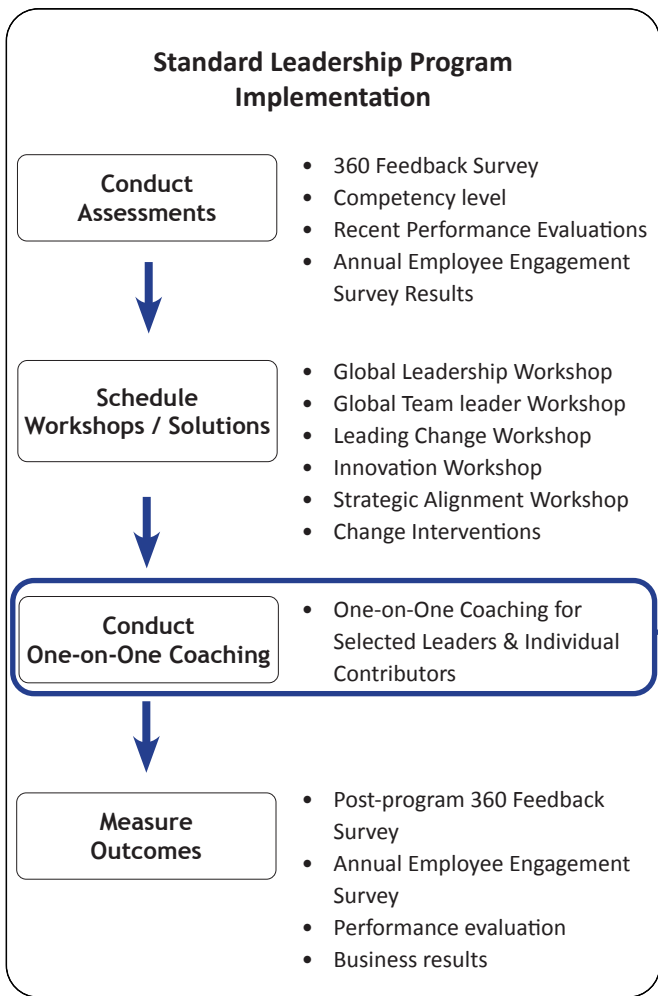 Standard Leadership Program
Implementation
Conduct
Assessments
• 360 Feedback Survey
• Competency level
• Recent Performance Evaluations
• Annual Employee Engagement
Survey Results
Schedule
Workshops / Solutions
• Global Leadership Workshop
• Global Team leader Workshop
• Leading Change Workshop
• Innovation Workshop
• Strategic Alignment Workshop
• Change Interventions
Conduct
One-on-One Coaching
• One-on-One Coaching for
Selected Leaders & Individual
Contributors
Measure
Outcomes
• Post-program 360 Feedback
Survey
• Annual Employee Engagement
Survey
• Performance evaluation
• Business results